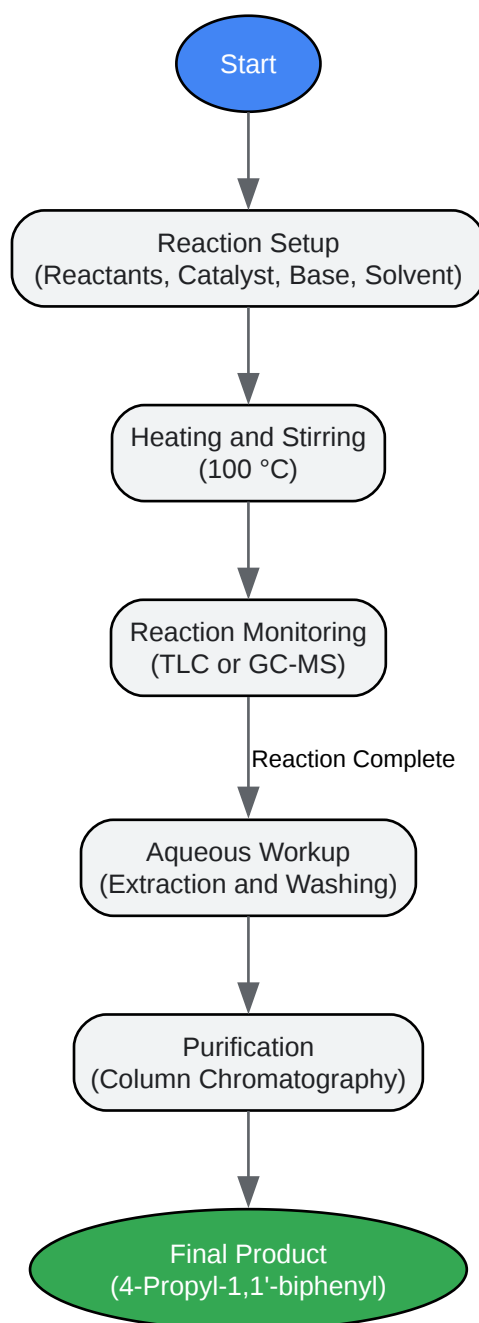 Start
Reaction Setup
(Reactants, Catalyst, Base, Solvent)
Heating and Stirring
(100 °C)
Reaction Monitoring
(TLC or GC-MS)
Reaction Complete
Aqueous Workup
(Extraction and Washing)
Purification
(Column Chromatography)
Final Product
(4-Propyl-1,1'-biphenyl)